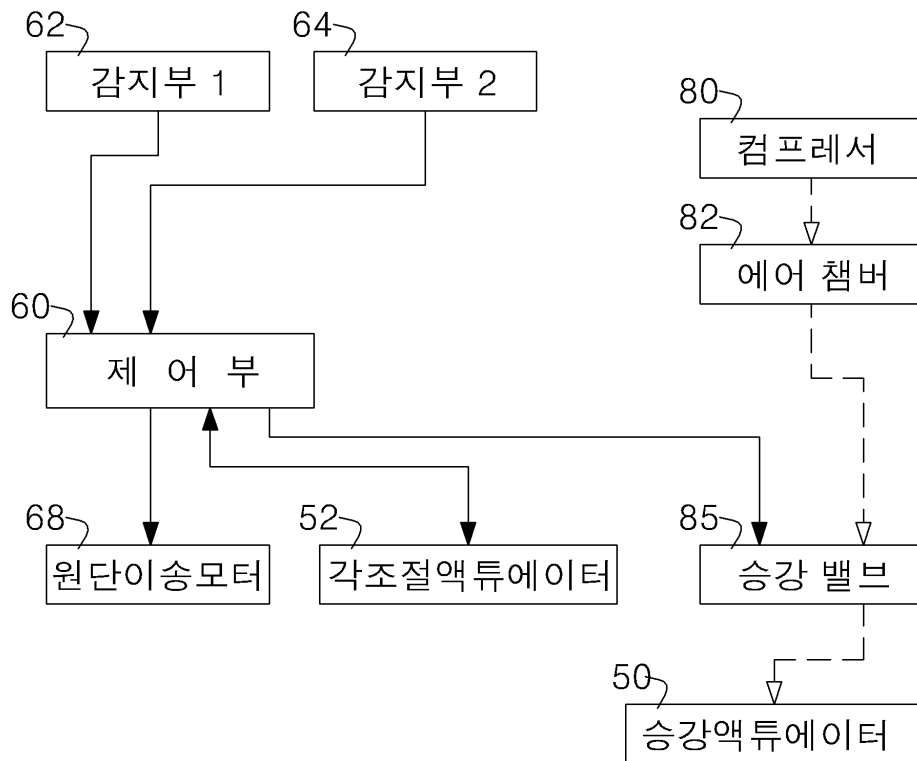 62
감지부 1
64
감지부 2
80
컴프레서
82
에어 챔버
60
제 어 부
68
원단이송모터
52
각조절액튜에이터
85
승강 밸브
50
승강액튜에이터